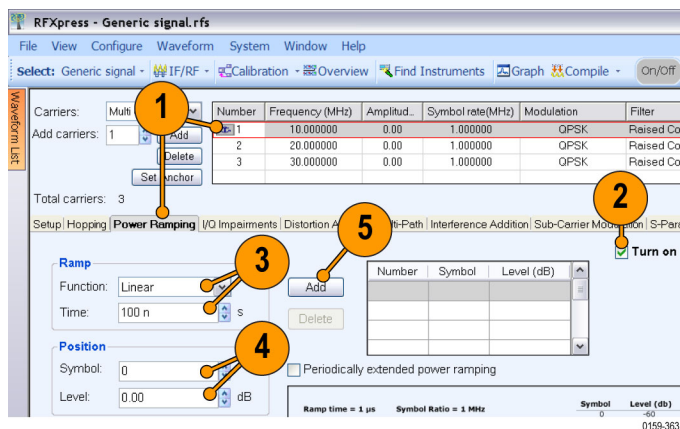 RFXpress - Generic signal.rfs
File View Configure Waveform System Window Help
Select: Generic signal - IF/RF - Calibration - Overview Find Instruments Graph Compile - On/Off
Waveform List
Carriers: Multi
Add carriers: 1 Add
Delete
Set Anchor
Total carriers: 3
Number Frequency (MHz) Amplitud... Symbol rate(MHz) Modulation Filter
1 10.000000 0.00 1.000000 QPSK Raised Co
2 20.000000 0.00 1.000000 QPSK Raised Co
3 30.000000 0.00 1.000000 QPSK Raised Co
1
2
Setup Hopping Power Ramping I/Q Impairments Distortion Multi-Path Interference Addition Sub-Carrier S-Para
Turn on
Ramp
Function: Linear
Time: 100 n s
3
5
Add
Delete
Number Symbol Level (dB)
Position
Symbol: 0
Level: 0.00 dB
4
Periodically extended power ramping
Ramp time = 1 µs Symbol Ratio = 1 MHz
Symbol Level (db)
0 -60
0159-363